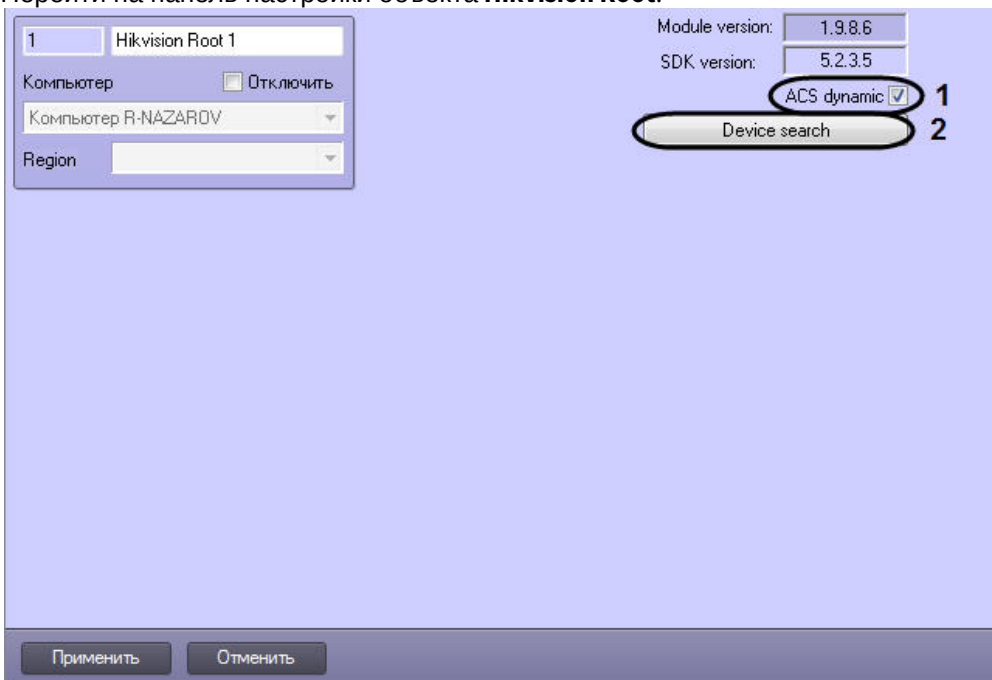 Перейти на панель настройки объекта Hikvision Root.
1 Hikvision Root 1
Компьютер Отключить
Компьютер R-NAZAROV
Region
Module version: 1.9.8.6
SDK version: 5.2.3.5
ACS dynamic 1
Device search 2
Применить Отменить